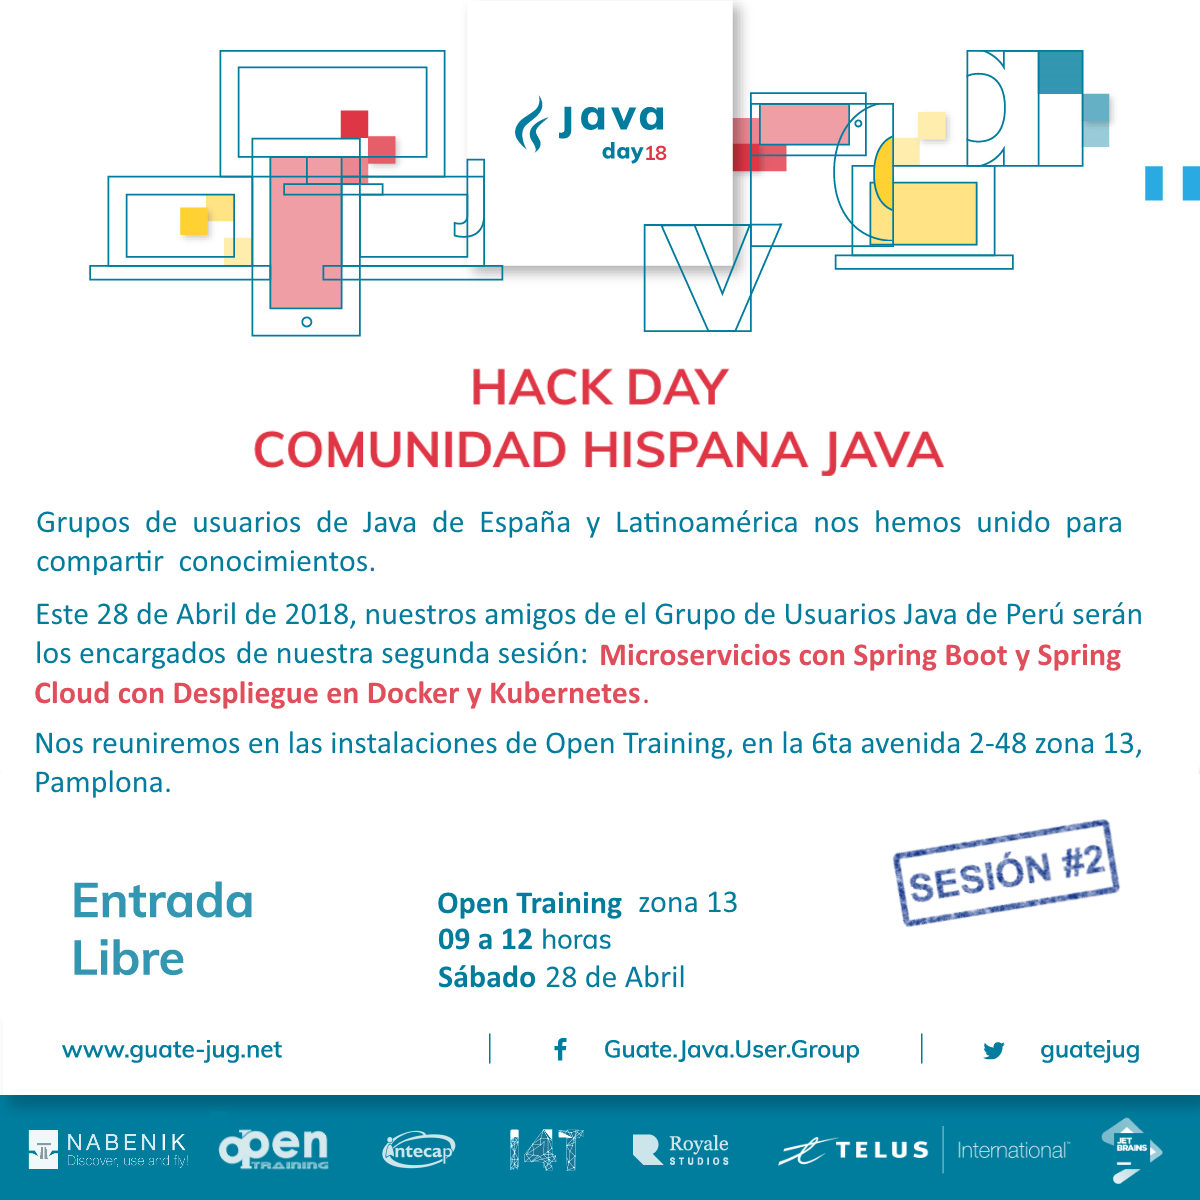 Java
day18
HACK DAY
COMUNIDAD HISPANA JAVA
Grupos de usuarios de Java de España y Latinoamérica nos hemos unido para
compartir conocimientos.
Este 28 de Abril de 2018, nuestros amigos de el Grupo de Usuarios Java de Perú serán
los encargados de nuestra segunda sesión: Microservicios con Spring Boot y Spring
Cloud con Despliegue en Docker y Kubernetes.
Nos reuniremos en las instalaciones de Open Training, en la 6ta avenida 2-48 zona 13,
Pamplona.
SESIÓN #2
Entrada
Libre
Open Training zona 13
09 a 12 horas
Sábado 28 de Abril
www.guate-jug.net
Guate.Java.User.Group
guatejug
NABENIK
Discover, use and fly!
Open
TRAINING
intecap
I4T
Royale
STUDIOS
TELUS International™
JET
BRAINS